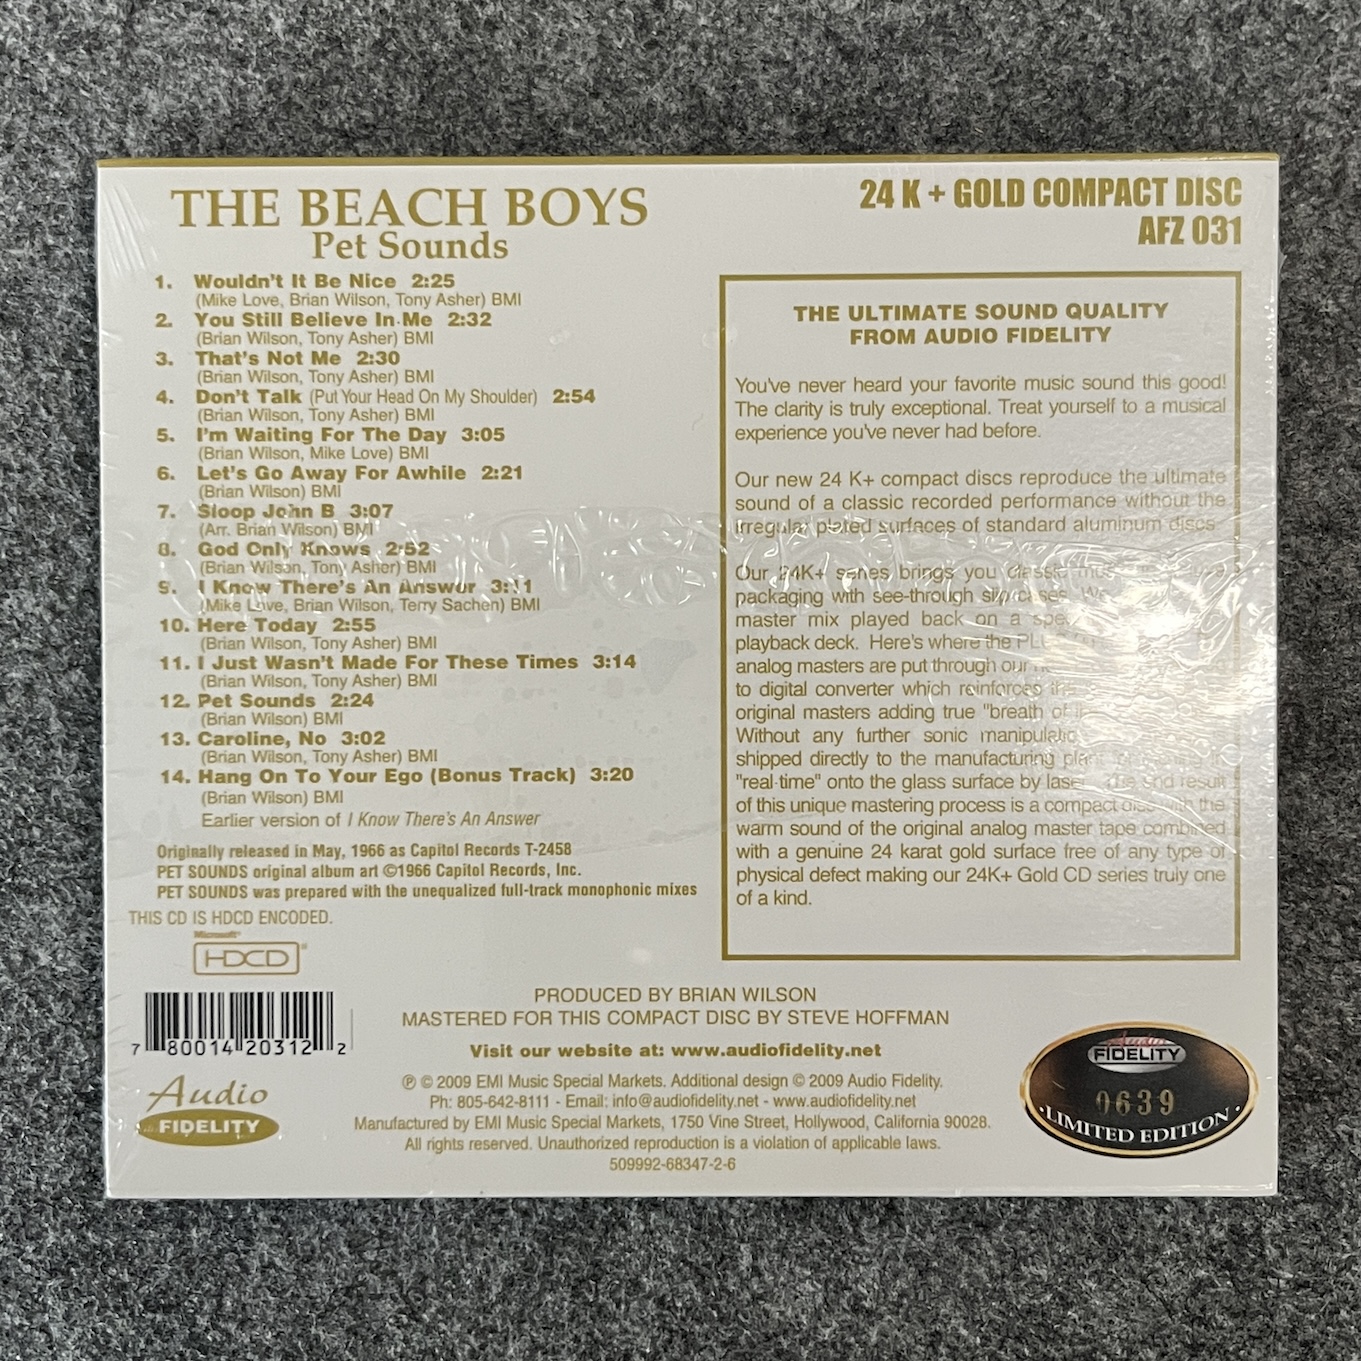 THE BEACH BOYS
Pet Sounds
1. Wouldn't It Be Nice 2:25
(Mike Love, Brian Wilson, Tony Asher) BMI
2. You Still Believe In Me 2:32
(Brian Wilson, Tony Asher) BMI
3. That's Not Me 2:30
(Brian Wilson, Tony Asher) BMI
4. Don't Talk (Put Your Head On My Shoulder) 2:54
(Brian Wilson, Tony Asher) BMI
5. I'm Waiting For The Day 3:05
(Brian Wilson, Mike Love) BMI
6. Let's Go Away For Awhile 2:21
(Brian Wilson) BMI
7. Sloop John B 3:07
(Arr. Brian Wilson) BMI
8. God Only Knows 2:52
(Brian Wilson, Tony Asher) BMI
9. I Know There's An Answer 3:11
(Mike Love, Brian Wilson, Terry Sachen) BMI
10. Here Today 2:55
(Brian Wilson, Tony Asher) BMI
11. I Just Wasn't Made For These Times 3:14
(Brian Wilson, Tony Asher) BMI
12. Pet Sounds 2:24
(Brian Wilson) BMI
13. Caroline, No 3:02
(Brian Wilson, Tony Asher) BMI
14. Hang On To Your Ego (Bonus Track) 3:20
(Brian Wilson) BMI
Earlier version of I Know There's An Answer
Originally released in May, 1966 as Capitol Records T-2458
PET SOUNDS original album art ©1966 Capitol Records, Inc.
PET SOUNDS was prepared with the unequalized full-track monophonic mixes
THIS CD IS HDCD ENCODED.
Microsoft
HDCD
24 K + GOLD COMPACT DISC
AFZ 031
THE ULTIMATE SOUND QUALITY
FROM AUDIO FIDELITY
You've never heard your favorite music sound this good!
The clarity is truly exceptional. Treat yourself to a musical
experience you've never had before.
Our new 24 K+ compact discs reproduce the ultimate
sound of a classic recorded performance without the
irregular plated surfaces of standard aluminum discs.
Our 24K+ series brings you classic
packaging with see-through slipcases.
master mix played back on a
playback deck. Here's where the
analog masters are put through our
to digital converter which reinforces
original masters adding true "breath of
Without any further sonic
shipped directly to the manufacturing plant
"real-time" onto the glass surface by laser. The end result
of this unique mastering process is a compact disc with the
warm sound of the original analog master tape combined
with a genuine 24 karat gold surface free of any type of
physical defect making our 24K+ Gold CD series truly one
of a kind.
PRODUCED BY BRIAN WILSON
MASTERED FOR THIS COMPACT DISC BY STEVE HOFFMAN
Visit our website at: www.audiofidelity.net
℗ © 2009 EMI Music Special Markets. Additional design © 2009 Audio Fidelity.
Ph: 805-642-8111 - Email: info@audiofidelity.net - www.audiofidelity.net
Manufactured by EMI Music Special Markets, 1750 Vine Street, Hollywood, California 90028.
All rights reserved. Unauthorized reproduction is a violation of applicable laws.
509992-68347-2-6
7 80014 20312 2
Audio
FIDELITY
Audio
FIDELITY
0639
·LIMITED EDITION·